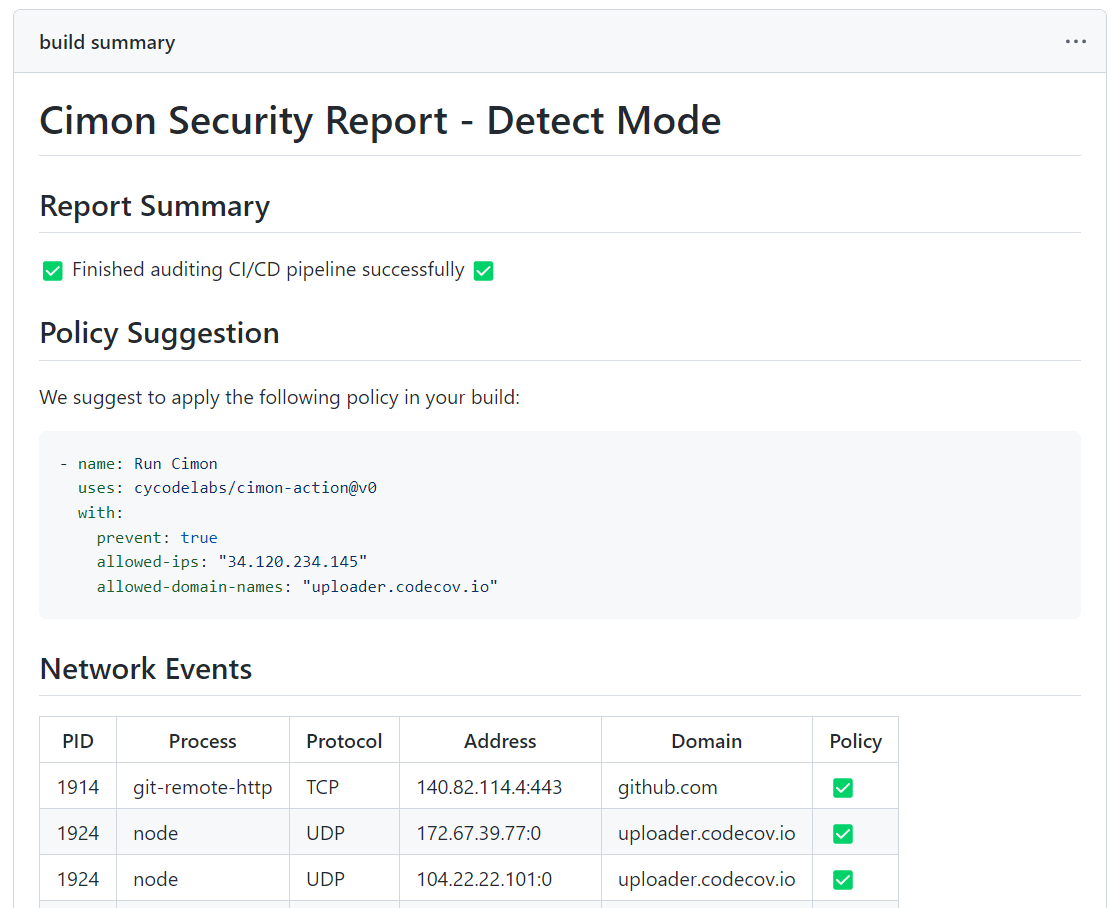 build summary
Cimon Security Report - Detect Mode
Report Summary
✅ Finished auditing CI/CD pipeline successfully ✅
Policy Suggestion
We suggest to apply the following policy in your build:
- name: Run Cimon
  uses: cycodelabs/cimon-action@v0
  with:
    prevent: true
    allowed-ips: "34.120.234.145"
    allowed-domain-names: "uploader.codecov.io"
Network Events
PID Process Protocol Address Domain Policy
1914 git-remote-http TCP 140.82.114.4:443 github.com ✅
1924 node UDP 172.67.39.77:0 uploader.codecov.io ✅
1924 node UDP 104.22.22.101:0 uploader.codecov.io ✅